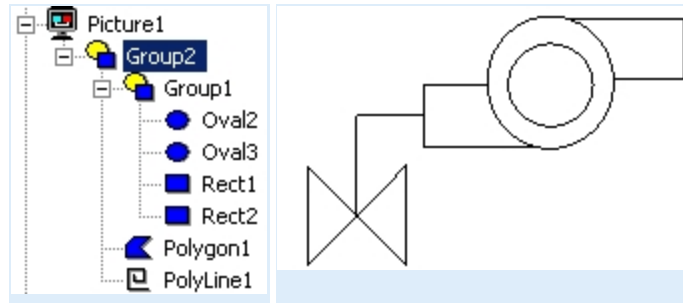 Picture1
Group2
Group1
Oval2
Oval3
Rect1
Rect2
Polygon1
PolyLine1